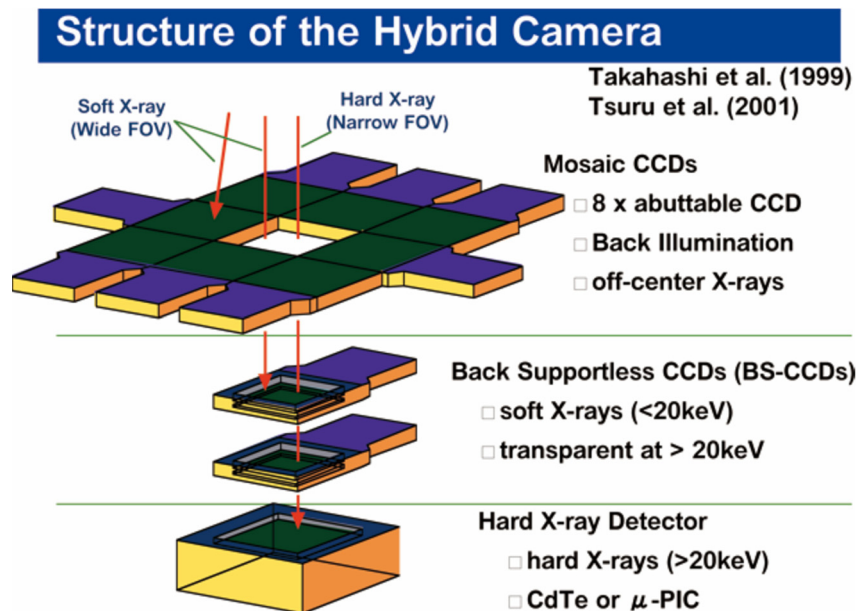 Structure of the Hybrid Camera
Takahashi et al. (1999)
Tsuru et al. (2001)
Soft X-ray
(Wide FOV)
Hard X-ray
(Narrow FOV)
Mosaic CCDs
□ 8 x abuttable CCD
□ Back Illumination
□ off-center X-rays
Back Supportless CCDs (BS-CCDs)
□ soft X-rays (<20keV)
□ transparent at > 20keV
Hard X-ray Detector
□ hard X-rays (>20keV)
□ CdTe or μ-PIC